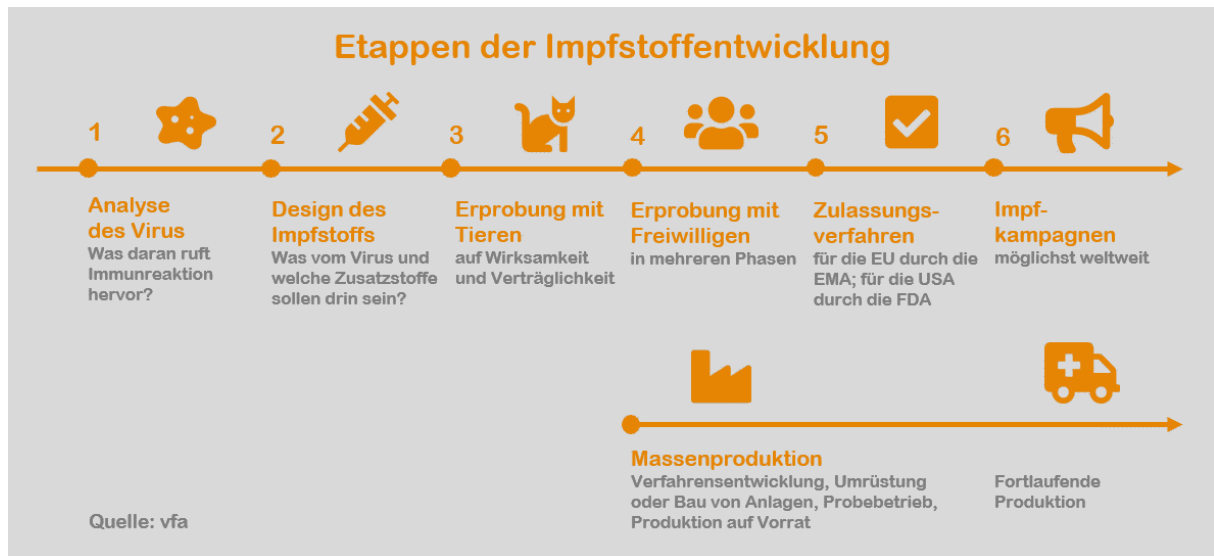 Etappen der Impfstoffentwicklung
1
Analyse
des Virus
Was daran ruft
Immunreaktion
hervor?
2
Design des
Impfstoffs
Was vom Virus und
welche Zusatzstoffe
sollen drin sein?
3
Erprobung mit
Tieren
auf Wirksamkeit
und Verträglichkeit
4
Erprobung mit
Freiwilligen
in mehreren Phasen
5
Zulassungs-
verfahren
für die EU durch die
EMA; für die USA
durch die FDA
6
Impf-
kampagnen
möglichst weltweit
Massenproduktion
Verfahrensentwicklung, Umrüstung
oder Bau von Anlagen, Probebetrieb,
Produktion auf Vorrat
Fortlaufende
Produktion
Quelle: vfa